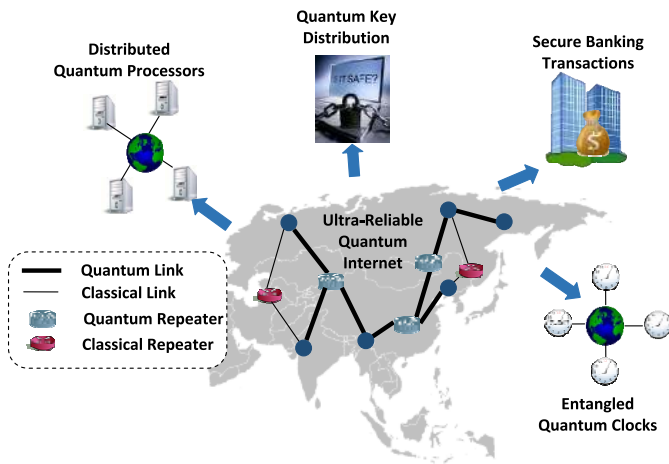 Quantum Key
Distribution
Distributed
Quantum Processors
Secure Banking
Transactions
IS IT SAFE?
$
Ultra-Reliable
Quantum
Internet
Quantum Link
Classical Link
Quantum Repeater
Classical Repeater
Entangled
Quantum Clocks